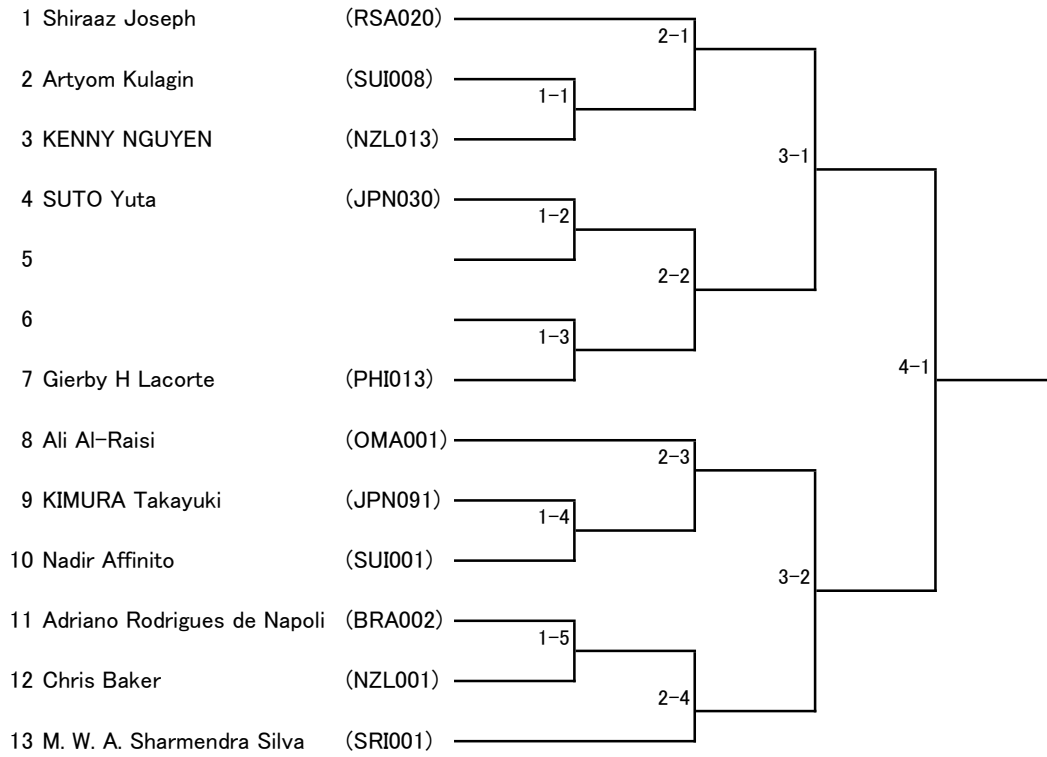 1 Shiraaz Joseph (RSA020)
2-1
2 Artyom Kulagin (SUI008)
1-1
3 KENNY NGUYEN (NZL013)
3-1
4 SUTO Yuta (JPN030)
1-2
5
2-2
6
1-3
7 Gierby H Lacorte (PHI013)
4-1
8 Ali Al-Raisi (OMA001)
2-3
9 KIMURA Takayuki (JPN091)
1-4
10 Nadir Affinito (SUI001)
3-2
11 Adriano Rodrigues de Napoli (BRA002)
1-5
12 Chris Baker (NZL001)
2-4
13 M. W. A. Sharmendra Silva (SRI001)